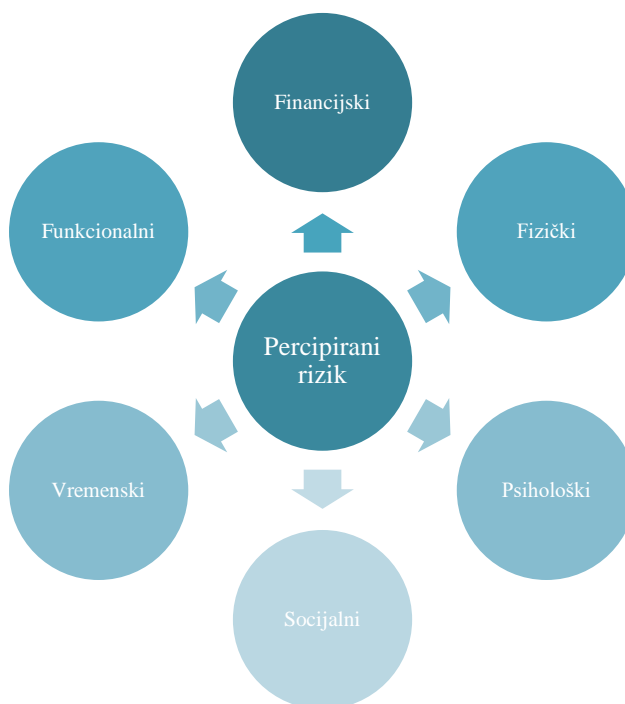 Financijski
Funkcionalni
Fizički
Percipirani
rizik
Vremenski
Psihološki
Socijalni